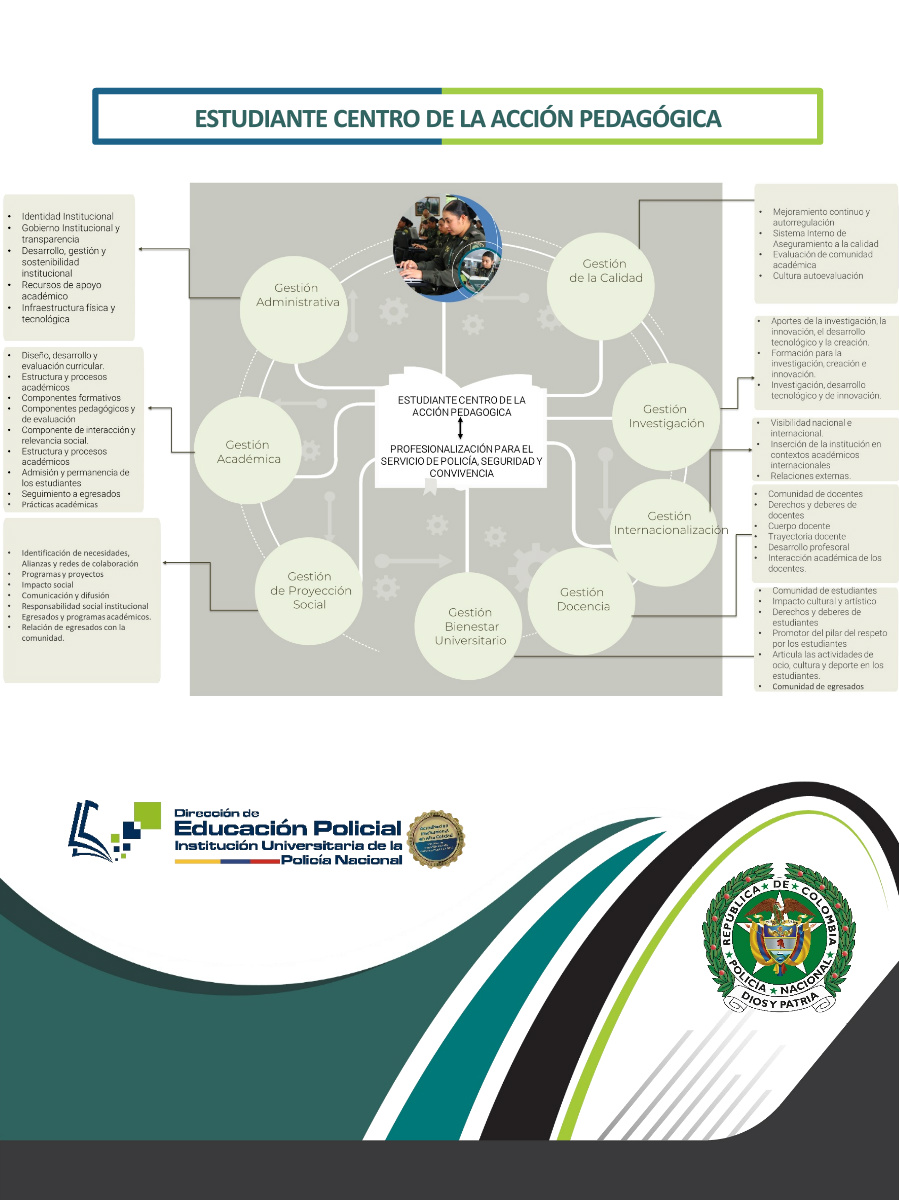 ESTUDIANTE CENTRO DE LA ACCIÓN PEDAGÓGICA
• Identidad Institucional
• Gobierno Institucional y
transparencia
• Desarrollo, gestión y
sostenibilidad
institucional
• Recursos de apoyo
académico
• Infraestructura física y
tecnológica
• Diseño, desarrollo y
evaluación curricular.
• Estructura y procesos
académicos
• Componentes formativos
• Componentes pedagógicos y
de evaluación
• Componente de interacción y
relevancia social.
• Estructura y procesos
académicos
• Admisión y permanencia de
los estudiantes
• Seguimiento a egresados
• Prácticas académicas
• Identificación de necesidades,
Alianzas y redes de colaboración
• Programas y proyectos
• Impacto social
• Comunicación y difusión
• Responsabilidad social institucional
• Egresados y programas académicos.
• Relación de egresados con la
comunidad.
Gestión
Administrativa
Gestión
Académica
Gestión
de Proyección
Social
ESTUDIANTE CENTRO DE LA
ACCIÓN PEDAGOGICA
PROFESIONALIZACIÓN PARA EL
SERVICIO DE POLICÍA, SEGURIDAD Y
CONVIVENCIA
Gestión
Bienestar
Universitario
Gestión
de la Calidad
Gestión
Investigación
Gestión
Internacionalización
Gestión
Docencia
• Mejoramiento continuo y
autorregulación
• Sistema Interno de
Aseguramiento a la calidad
• Evaluación de comunidad
académica
• Cultura autoevaluación
• Aportes de la investigación, la
innovación, el desarrollo
tecnológico y la creación.
• Formación para la
investigación, creación e
innovación.
• Investigación, desarrollo
tecnológico y de innovación.
• Visibilidad nacional e
internacional.
• Inserción de la institución en
contextos académicos
internacionales
• Relaciones externas.
• Comunidad de docentes
• Derechos y deberes de
docentes
• Cuerpo docente
• Trayectoria docente
• Desarrollo profesoral
• Interacción académica de los
docentes.
• Comunidad de estudiantes
• Impacto cultural y artístico
• Derechos y deberes de
estudiantes
• Promotor del pilar del respeto
por los estudiantes
• Articula las actividades de
ocio, cultura y deporte en los
estudiantes.
• Comunidad de egresados
Dirección de
Educación Policial
Institución Universitaria de la
Policía Nacional
REPÚBLICA ★ DE ★ COLOMBIA
POLICÍA ★ NACIONAL
DIOS Y PATRIA